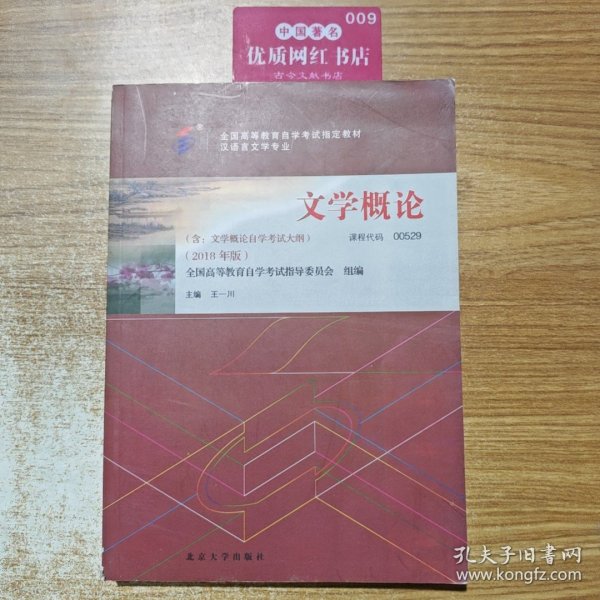 009
中国著名
优质网红书店
古今文献书店
®
全国高等教育自学考试指定教材
汉语言文学专业
文学概论
（含：文学概论自学考试大纲） 课程代码 00529
（2018年版）
全国高等教育自学考试指导委员会 组编
主编 王一川
北京大学出版社
孔夫子旧书网
www.kongfz.com